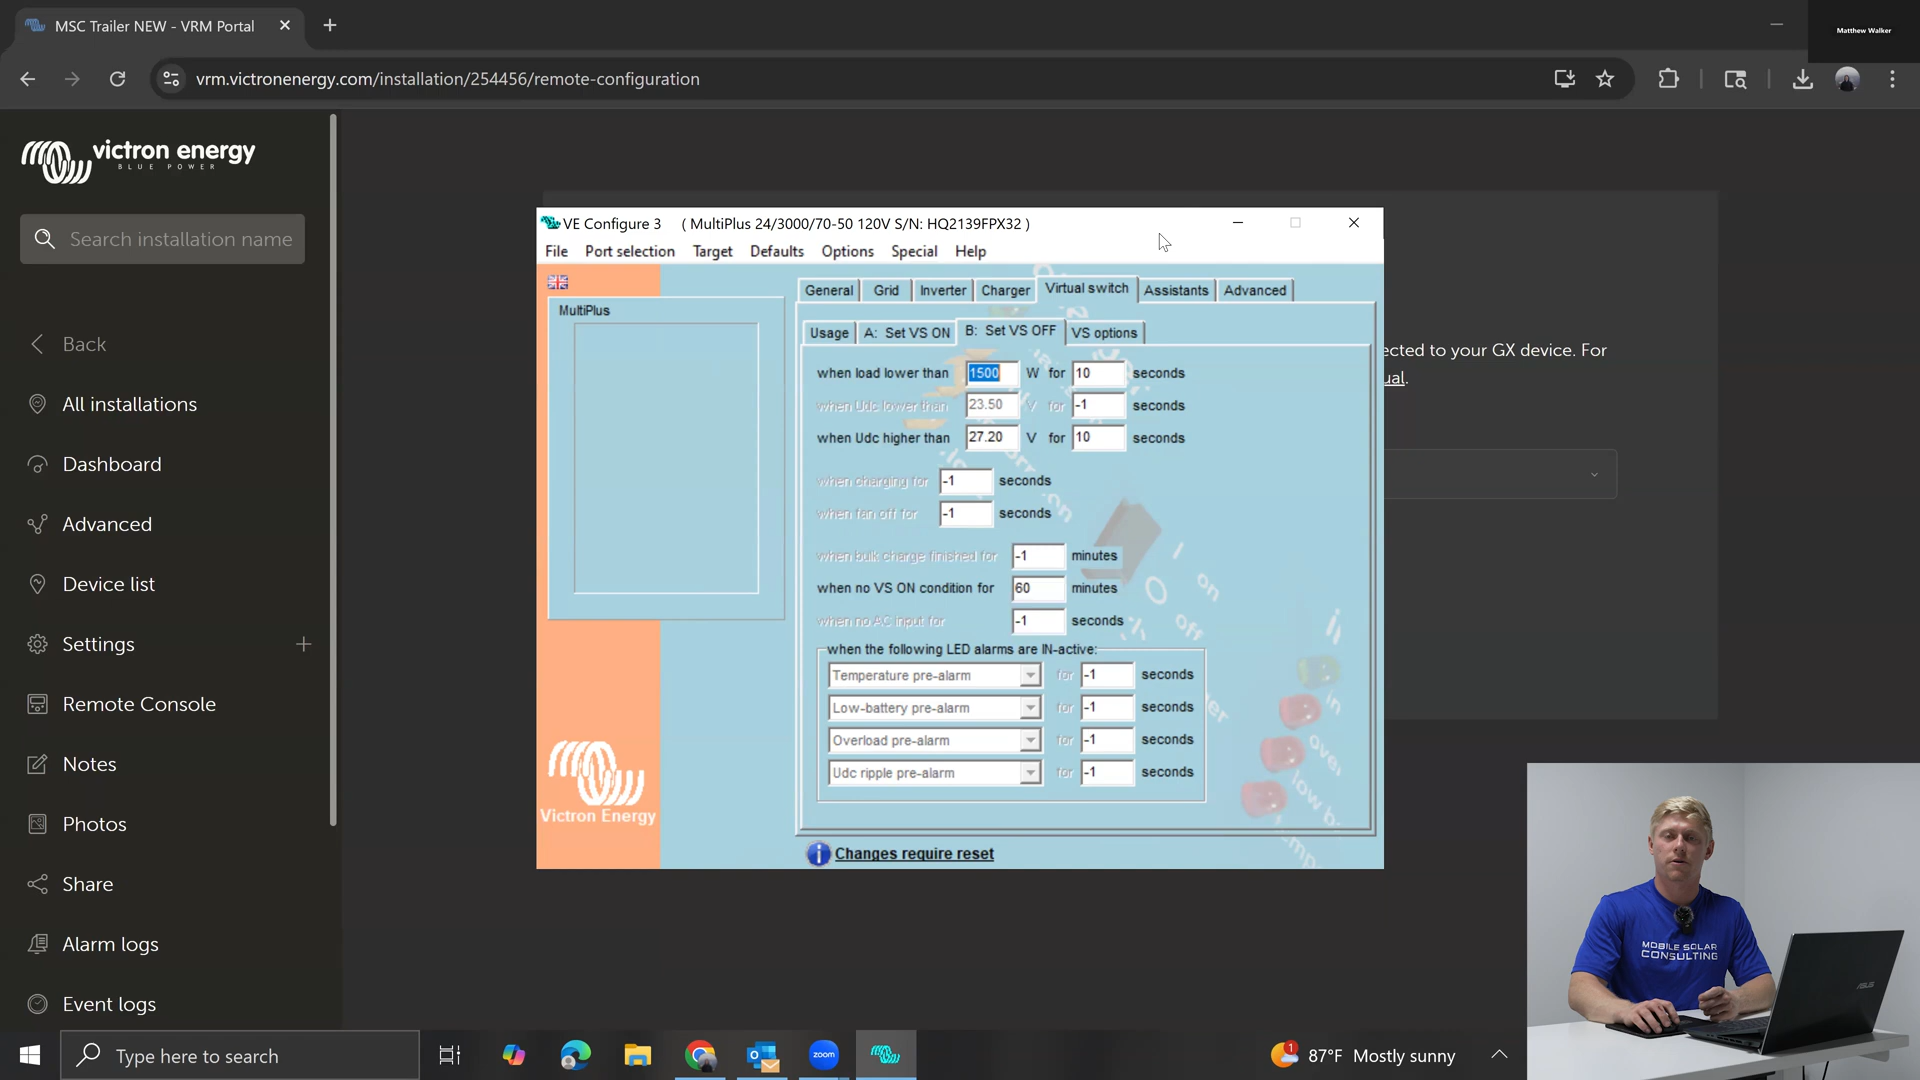 MSC Trailer NEW - VRM Portal
Matthew Walker
vrm.victronenergy.com/installation/254456/remote-configuration
victron energy
BLUE POWER
Search installation name
Back
All installations
Dashboard
Advanced
Device list
Settings
Remote Console
Notes
Photos
Share
Alarm logs
Event logs
ected to your GX device. For
ual.
VE Configure 3 ( MultiPlus 24/3000/70-50 120V S/N: HQ2139FPX32 )
File Port selection Target Defaults Options Special Help
MultiPlus
Victron Energy
General Grid Inverter Charger Virtual switch Assistants Advanced
Usage A: Set VS ON B: Set VS OFF VS options
when load lower than 1500 W for 10 seconds
when Udc lower than 23.50 V for -1 seconds
when Udc higher than 27.20 V for 10 seconds
when charging for -1 seconds
when fan off for -1 seconds
when bulk charge finished for -1 minutes
when no VS ON condition for 60 minutes
when no AC input for -1 seconds
when the following LED alarms are IN-active:
Temperature pre-alarm for -1 seconds
Low-battery pre-alarm for -1 seconds
Overload pre-alarm for -1 seconds
Udc ripple pre-alarm for -1 seconds
on
off
Changes require reset
MOBILE SOLAR
CONSULTING
ASUS
Type here to search
zoom
1
87°F Mostly sunny